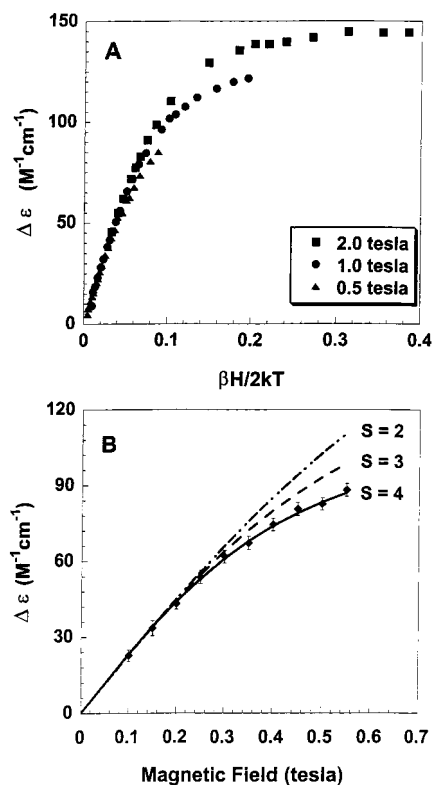 150
A
100
Δ ε (M⁻¹cm⁻¹)
50
2.0 tesla
1.0 tesla
0.5 tesla
0
0 0.1 0.2 0.3 0.4
βH/2kT
120
B
S = 2
S = 3
90
S = 4
Δ ε (M⁻¹cm⁻¹)
60
30
0
0 0.1 0.2 0.3 0.4 0.5 0.6 0.7
Magnetic Field (tesla)